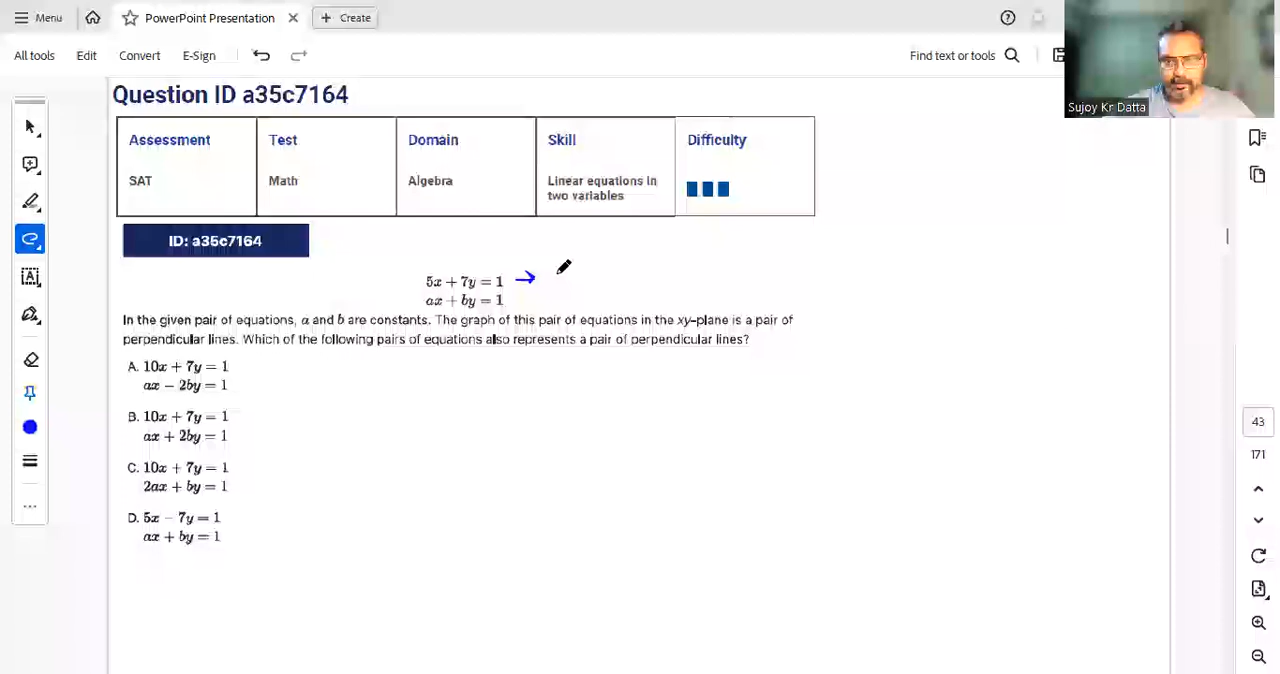 Menu
PowerPoint Presentation
Create
All tools
Edit
Convert
E-Sign
Find text or tools
Sujoy Kr Datta
Question ID a35c7164
Assessment
Test
Domain
Skill
Difficulty
SAT
Math
Algebra
Linear equations in
two variables
ID: a35c7164
5x + 7y = 1
ax + by = 1
In the given pair of equations, a and b are constants. The graph of this pair of equations in the xy-plane is a pair of
perpendicular lines. Which of the following pairs of equations also represents a pair of perpendicular lines?
A. 10x + 7y = 1
ax − 2by = 1
B. 10x + 7y = 1
ax + 2by = 1
C. 10x + 7y = 1
2ax + by = 1
D. 5x − 7y = 1
ax + by = 1
43
171